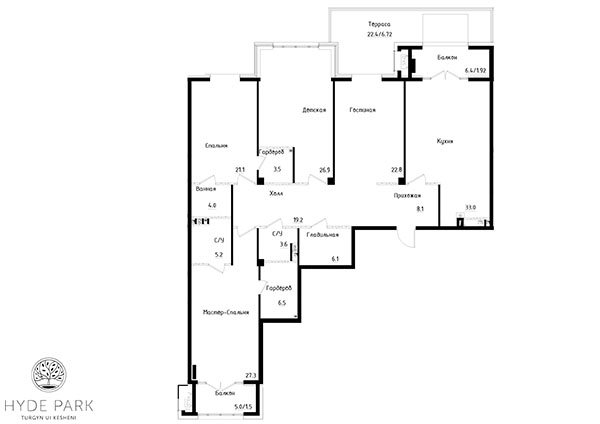 Терраса
22.4/6.72
Балкон
6.4/1.92
Детская
Гостиная
Спальня
Кухня
Гардероб
21.1
3.5
26.9
22.8
Ванная
4.0
Холл
Прихожая
8.1
33.0
19.2
С/У
5.2
С/У
3.6
Гладильная
6.1
Гардероб
6.5
Мастер-Спальня
27.3
Балкон
5.0/1.5
HYDE PARK
TURGYN UI KESHENI